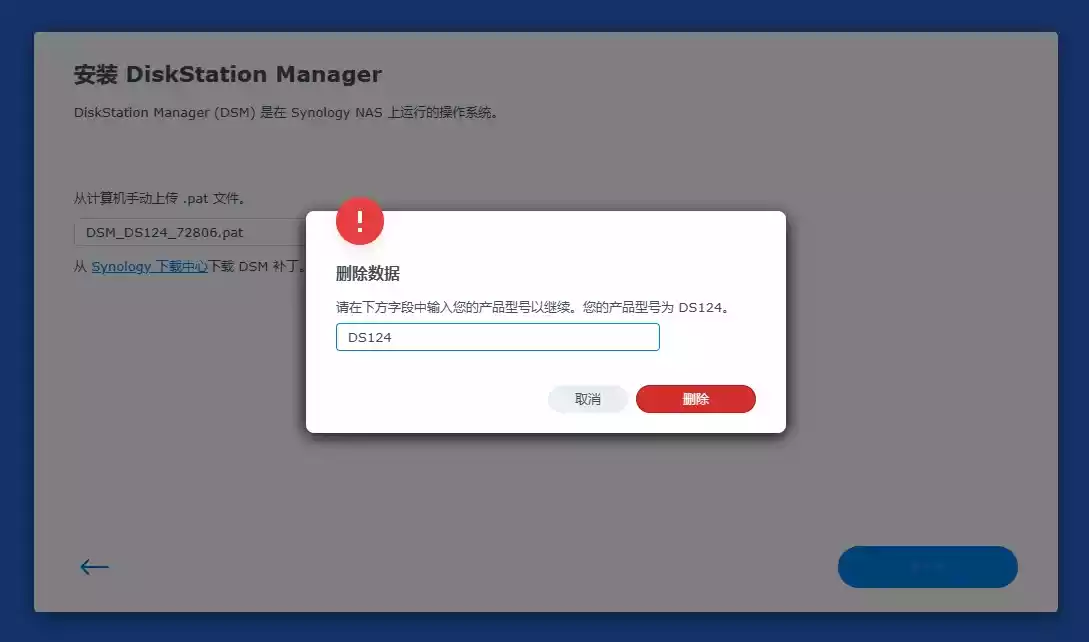 安装 DiskStation Manager
DiskStation Manager (DSM) 是在 Synology NAS 上运行的操作系统。
从计算机手动上传 .pat 文件。
DSM_DS124_72806.pat
从 Synology 下载中心下载 DSM 补丁。
!
删除数据
请在下方字段中输入您的产品型号以继续。您的产品型号为 DS124。
DS124
取消
删除